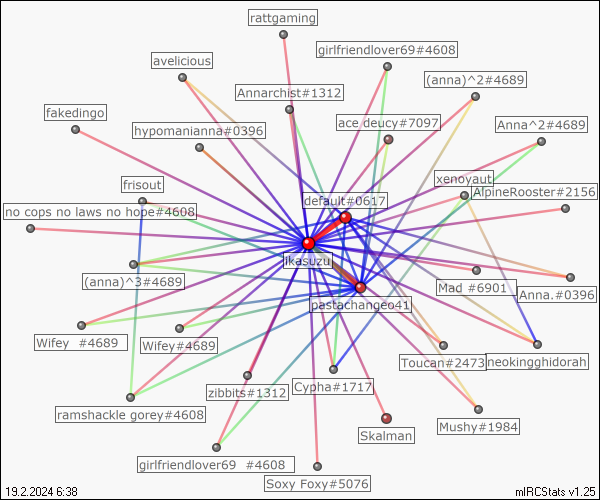 rattgaming
girlfriendlover69#4608
avelicious
(anna)^2#4689
Annarchist#1312
fakedingo
ace deucy#7097
Anna^2#4689
hypomanianna#0396
xenoyaut
frisout
AlpineRooster#2156
default#0617
no cops no laws no hope#4608
ikasuzu
(anna)^3#4689
Mad #6901
Anna.#0396
pastachangeo41
Wifey  #4689
Wifey#4689
Toucan#2473
neokingghidorah
zibbits#1312
Cypha#1717
ramshackle gorey#4608
Mushy#1984
Skalman
girlfriendlover69  #4608
Soxy Foxy#5076
19.2.2024 6:38
mIRCStats v1.25